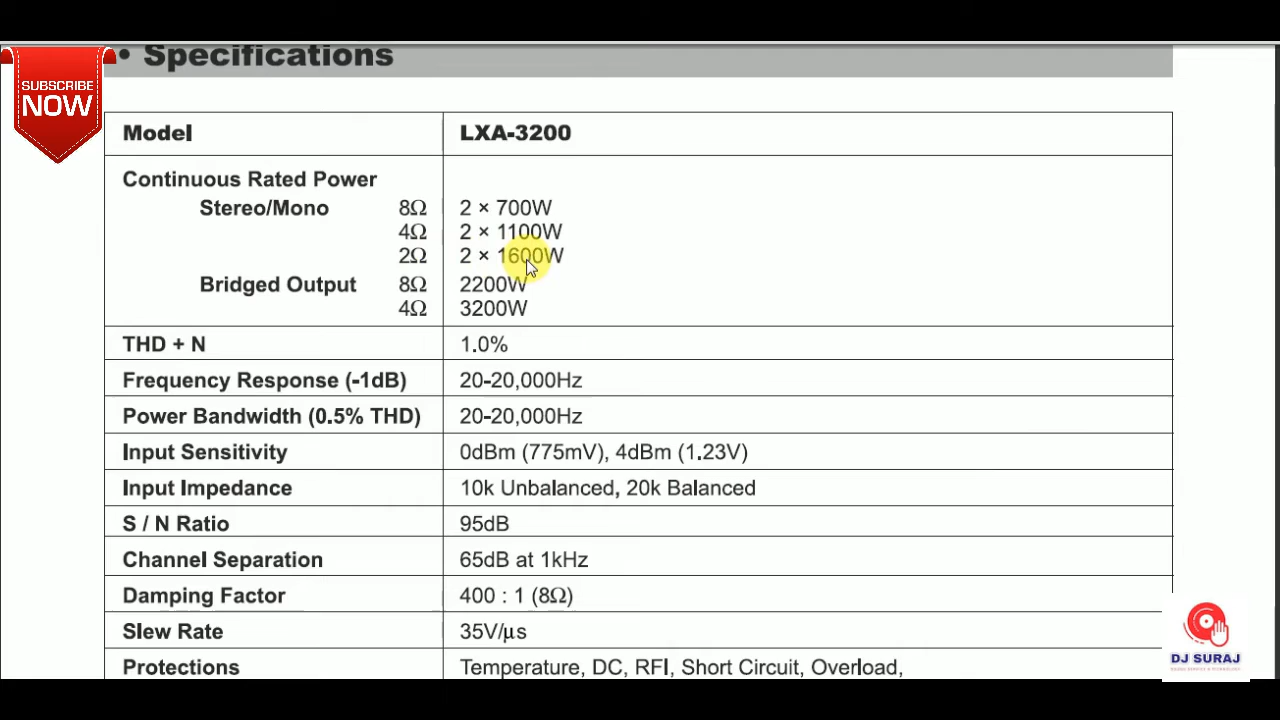 • Specifications
SUBSCRIBE
NOW
Model LXA-3200
Continuous Rated Power
Stereo/Mono 8Ω 2 × 700W
4Ω 2 × 1100W
2Ω 2 × 1600W
Bridged Output 8Ω 2200W
4Ω 3200W
THD + N 1.0%
Frequency Response (-1dB) 20-20,000Hz
Power Bandwidth (0.5% THD) 20-20,000Hz
Input Sensitivity 0dBm (775mV), 4dBm (1.23V)
Input Impedance 10k Unbalanced, 20k Balanced
S / N Ratio 95dB
Channel Separation 65dB at 1kHz
Damping Factor 400 : 1 (8Ω)
Slew Rate 35V/µs
Protections Temperature, DC, RFI, Short Circuit, Overload,
DJ SURAJ